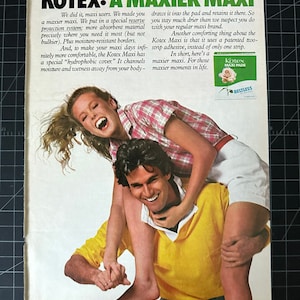 KOTEX: A MAXIER MAXI
We did it, maxi users. We made you
a maxier maxi. We put in a special reserve
protection system: more absorbent material
precisely where you need it most (but not
bulkier). Plus moisture-resistant borders.
And, to make your maxi days infi-
nitely more comfortable, the Kotex Maxi has
a special "hydrophobic cover." It channels
moisture and wetness away from your body—
down it into the pad and retains it there. So
you stay much drier than we suspect you do
with your regular maxi brand.
Another comforting thing about the
Kotex Maxi is that it uses a patented two-
strip adhesive, instead of only one strip.
In short, here's a
maxier maxi. For those
maxier moments in life.
Kotex
MAXI PADS